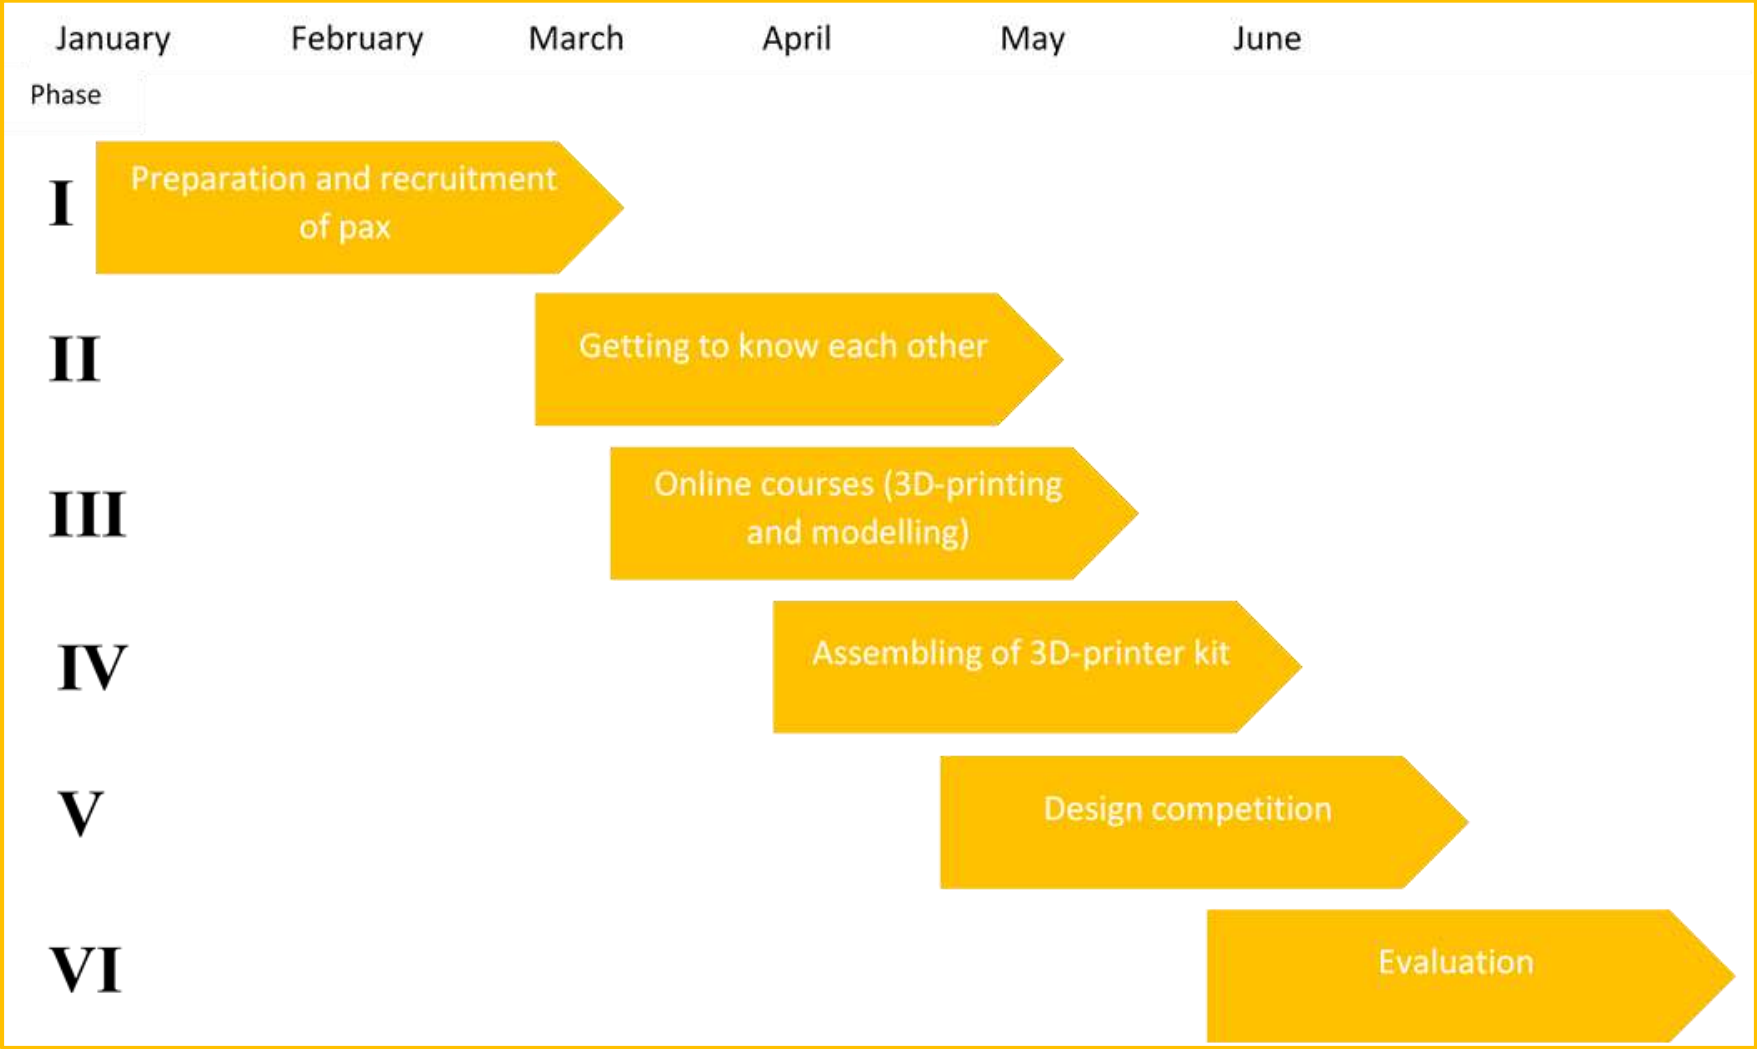 January February March April May June
Phase
I
Preparation and recruitment
of pax
II
Getting to know each other
III
Online courses (3D-printing
and modelling)
IV
Assembling of 3D-printer kit
V
Design competition
VI
Evaluation